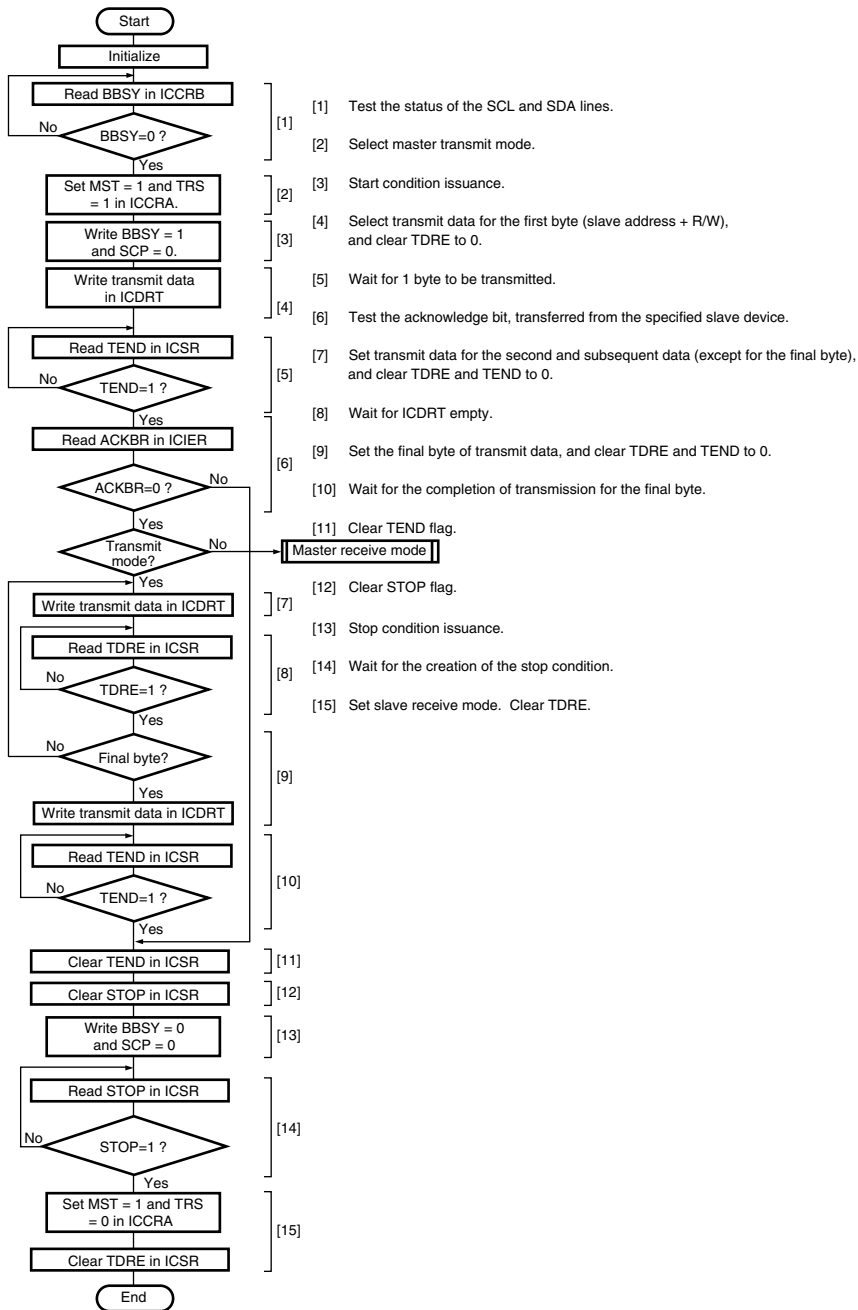 Start
Initialize
Read BBSY in ICCRB
No
BBSY=0 ?
[1]
Yes
Set MST = 1 and TRS
= 1 in ICCRA.
[2]
Write BBSY = 1
and SCP = 0.
[3]
Write transmit data
in ICDRT
[4]
Read TEND in ICSR
No
TEND=1 ?
[5]
Yes
Read ACKBR in ICIER
[6]
No
ACKBR=0 ?
Yes
Transmit
mode?
No
Master receive mode
Yes
Write transmit data in ICDRT
[7]
Read TDRE in ICSR
No
TDRE=1 ?
[8]
Yes
No
Final byte?
[9]
Yes
Write transmit data in ICDRT
Read TEND in ICSR
No
TEND=1 ?
[10]
Yes
Clear TEND in ICSR
[11]
Clear STOP in ICSR
[12]
Write BBSY = 0
and SCP = 0
[13]
Read STOP in ICSR
No
STOP=1 ?
[14]
Yes
Set MST = 1 and TRS
= 0 in ICCRA
[15]
Clear TDRE in ICSR
End
[1] Test the status of the SCL and SDA lines.
[2] Select master transmit mode.
[3] Start condition issuance.
[4] Select transmit data for the first byte (slave address + R/W),
and clear TDRE to 0.
[5] Wait for 1 byte to be transmitted.
[6] Test the acknowledge bit, transferred from the specified slave device.
[7] Set transmit data for the second and subsequent data (except for the final byte),
and clear TDRE and TEND to 0.
[8] Wait for ICDRT empty.
[9] Set the final byte of transmit data, and clear TDRE and TEND to 0.
[10] Wait for the completion of transmission for the final byte.
[11] Clear TEND flag.
[12] Clear STOP flag.
[13] Stop condition issuance.
[14] Wait for the creation of the stop condition.
[15] Set slave receive mode. Clear TDRE.